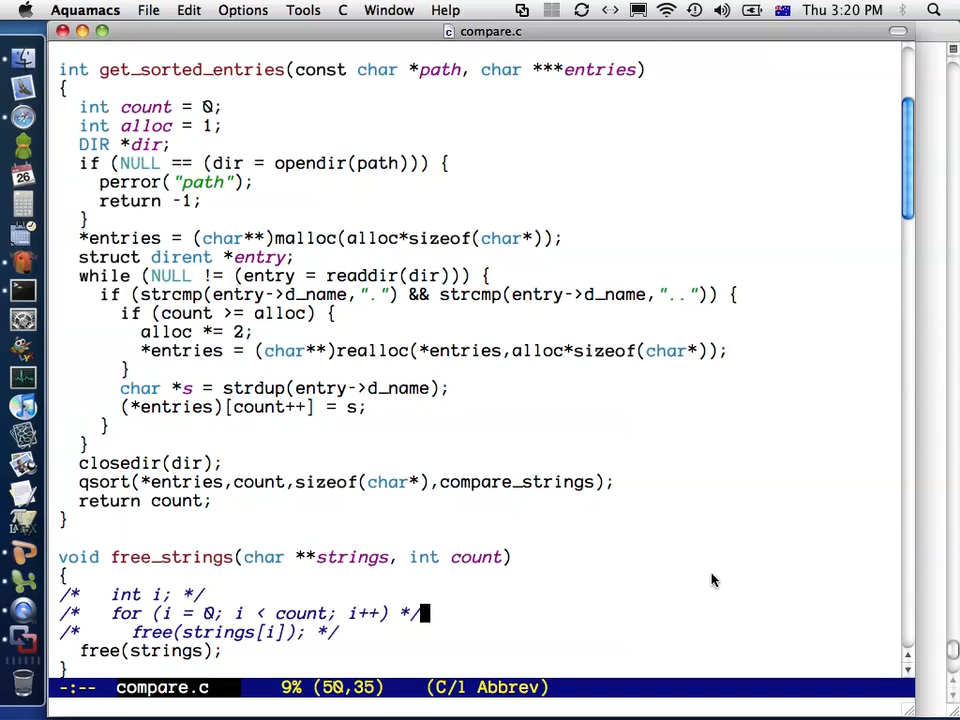 Aquamacs File Edit Options Tools C Window Help Thu 3:20 PM
compare.c
int get_sorted_entries(const char *path, char ***entries)
{
  int count = 0;
  int alloc = 1;
  DIR *dir;
  if (NULL == (dir = opendir(path))) {
    perror("path");
    return -1;
  }
  *entries = (char**)malloc(alloc*sizeof(char*));
  struct dirent *entry;
  while (NULL != (entry = readdir(dir))) {
    if (strcmp(entry->d_name,".") && strcmp(entry->d_name,"..")) {
      if (count >= alloc) {
        alloc *= 2;
        *entries = (char**)realloc(*entries,alloc*sizeof(char*));
      }
      char *s = strdup(entry->d_name);
      (*entries)[count++] = s;
    }
  }
  closedir(dir);
  qsort(*entries,count,sizeof(char*),compare_strings);
  return count;
}
void free_strings(char **strings, int count)
{
/*   int i; */
/*   for (i = 0; i < count; i++) */
/*     free(strings[i]); */
  free(strings);
}
-:-- compare.c 9% (50,35) (C/l Abbrev)